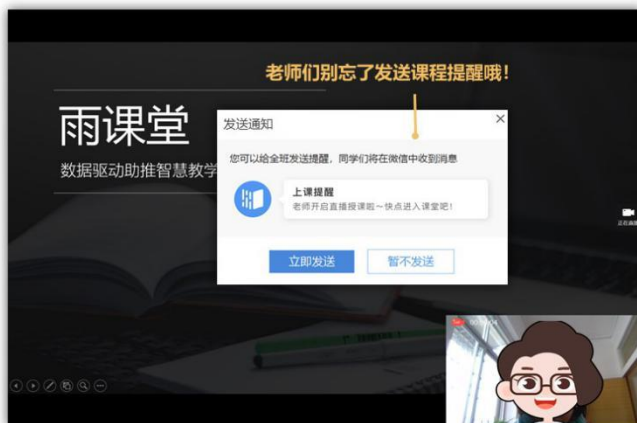 老师们别忘了发送课程提醒哦！
雨课堂
数据驱动助推智慧教学
发送通知
您可以给全班发送提醒，同学们将在微信中收到消息
上课提醒
老师开启直播授课啦～快点进入课堂吧！
立即发送
暂不发送